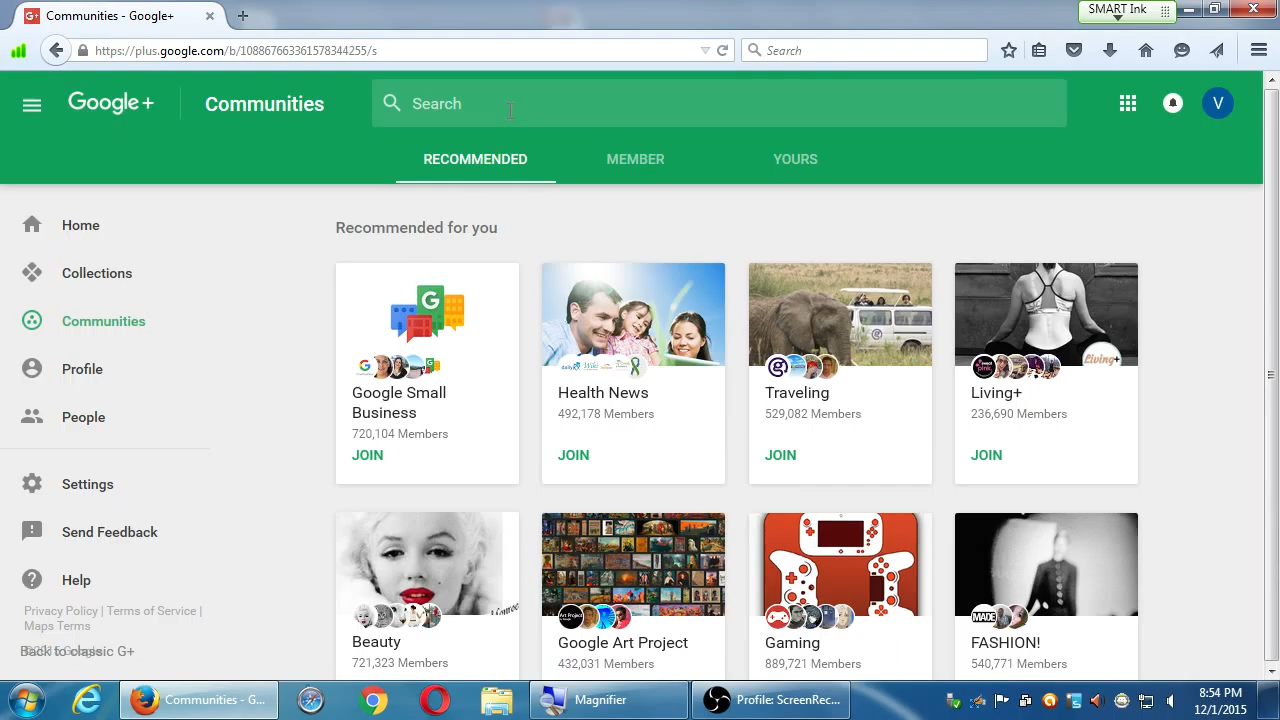 Communities - Google+
SMART Ink
https://plus.google.com/b/108867663361578344255/s
Search
Google+
Communities
Search
V
RECOMMENDED
MEMBER
YOURS
Home
Collections
Communities
Profile
People
Settings
Send Feedback
Help
Privacy Policy | Terms of Service |
Maps Terms
Back to classic G+
Recommended for you
Google Small
Business
720,104 Members
JOIN
Health News
492,178 Members
JOIN
Traveling
529,082 Members
JOIN
Living+
Living+
236,690 Members
JOIN
Beauty
721,323 Members
Google Art Project
432,031 Members
Gaming
889,721 Members
MADE
FASHION!
540,771 Members
Communities - G...
Magnifier
Profile: ScreenRec...
8:54 PM
12/1/2015